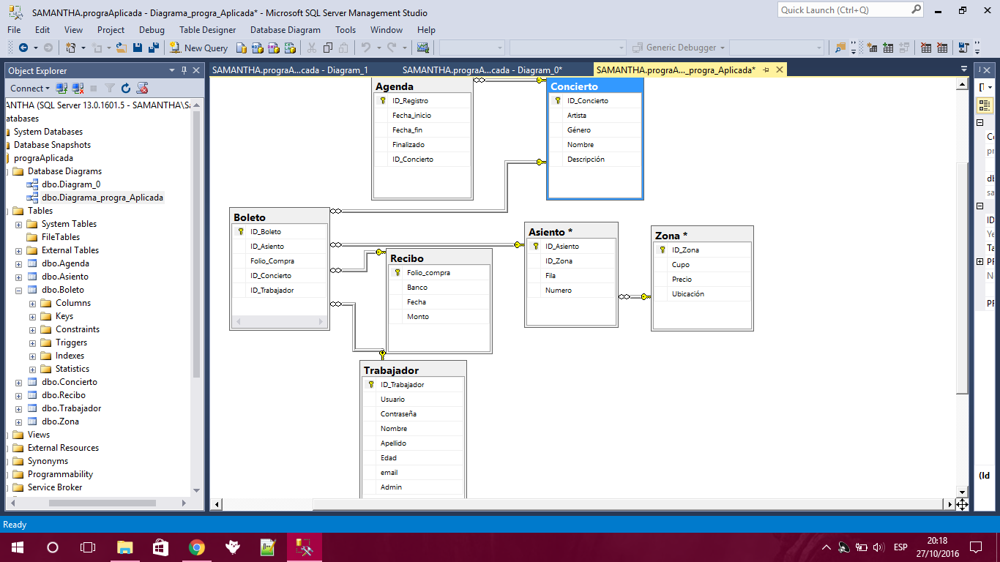 SAMANTHA.prograAplicada - Diagrama_progra_Aplicada* - Microsoft SQL Server Management Studio
Quick Launch (Ctrl+Q)
File Edit View Project Debug Table Designer Database Diagram Tools Window Help
New Query
Generic Debugger
Object Explorer
Connect
ANTHA (SQL Server 13.0.1601.5 - SAMANTHA\Sa
atabases
System Databases
Database Snapshots
prograAplicada
Database Diagrams
dbo.Diagram_0
dbo.Diagrama_progra_Aplicada
Tables
System Tables
FileTables
External Tables
dbo.Agenda
dbo.Asiento
dbo.Boleto
Columns
Keys
Constraints
Triggers
Indexes
Statistics
dbo.Concierto
dbo.Recibo
dbo.Trabajador
dbo.Zona
Views
External Resources
Synonyms
Programmability
Service Broker
SAMANTHA.prograA...cada - Diagram_1
SAMANTHA.prograA...cada - Diagram_0*
SAMANTHA.prograA..._progra_Aplicada*
Agenda
ID_Registro
Fecha_inicio
Fecha_fin
Finalizado
ID_Concierto
Concierto
ID_Concierto
Artista
Género
Nombre
Descripción
Boleto
ID_Boleto
ID_Asiento
Folio_Compra
ID_Concierto
ID_Trabajador
Recibo
Folio_compra
Banco
Fecha
Monto
Asiento *
ID_Asiento
ID_Zona
Fila
Numero
Zona *
ID_Zona
Cupo
Precio
Ubicación
Trabajador
ID_Trabajador
Usuario
Contraseña
Nombre
Apellido
Edad
email
Admin
Co
pr
db
sa
ID
Ye
Ta
PF
N
PF
(Id
Ready
ESP
20:18
27/10/2016